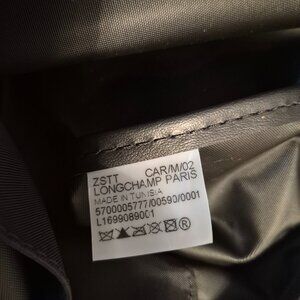 ZSTT CAR/M/02
LONGCHAMP PARIS
MADE IN TUNISIA
5700005777/00590/0001
L1699089001